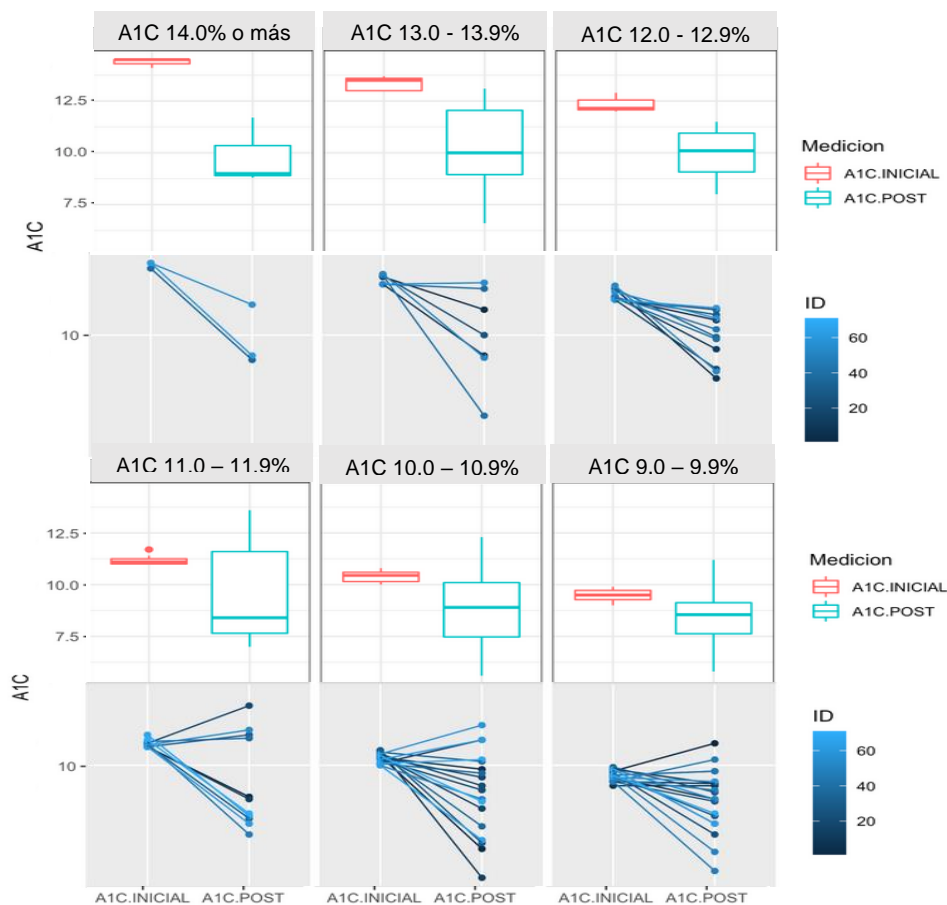 A1C 14.0% o más
A1C 13.0 - 13.9%
A1C 12.0 - 12.9%
12.5
10.0
7.5
A1C
10
Medicion
A1C.INICIAL
A1C.POST
ID
60
40
20
A1C 11.0 – 11.9%
A1C 10.0 – 10.9%
A1C 9.0 – 9.9%
12.5
10.0
7.5
A1C
10
Medicion
A1C.INICIAL
A1C.POST
ID
60
40
20
A1C.INICIAL A1C.POST
A1C.INICIAL A1C.POST
A1C.INICIAL A1C.POST